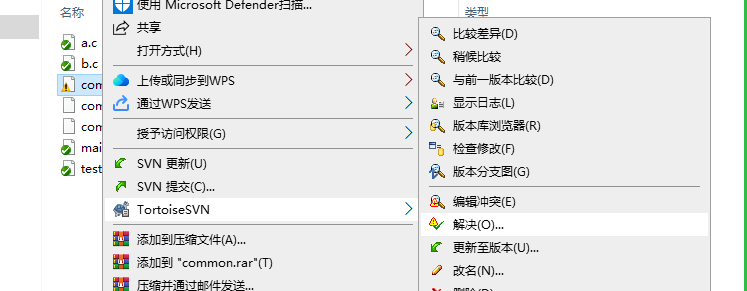 名称
类型
a.c
b.c
com
com
com
mai
test
使用 Microsoft Defender扫描...
共享
打开方式(H)
上传或同步到WPS
通过WPS发送
授予访问权限(G)
SVN 更新(U)
SVN 提交(C)...
TortoiseSVN
添加到压缩文件(A)...
添加到 "common.rar"(T)
压缩并通过邮件发送...
比较差异(D)
稍候比较
与前一版本比较(D)
显示日志(L)
版本库浏览器(R)
检查修改(F)
版本分支图(G)
编辑冲突(E)
解决(O)...
更新至版本(U)...
改名(N)...
删除(D)